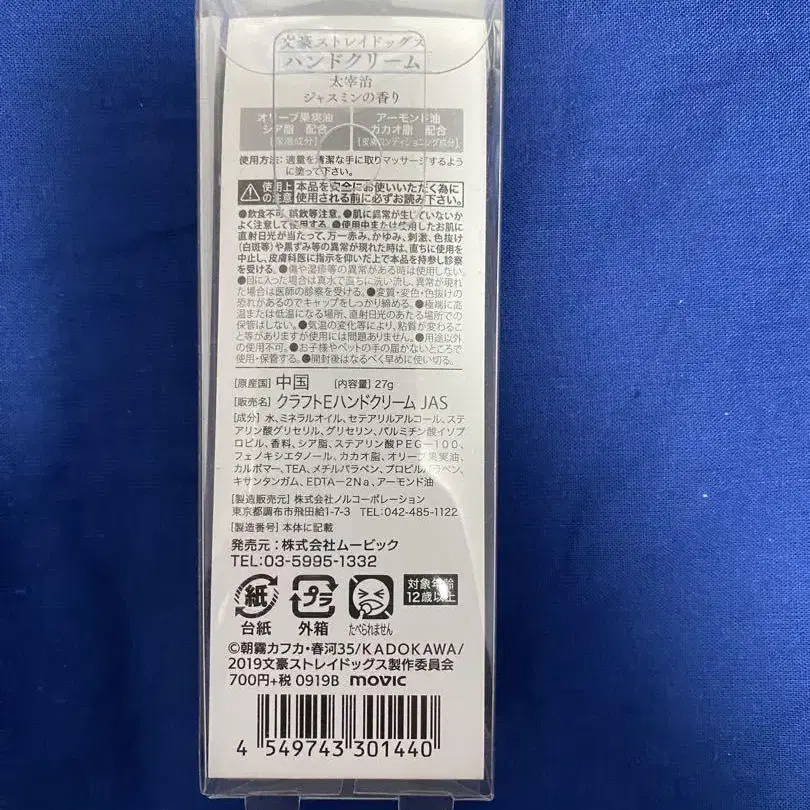 文豪ストレイドッグス
ハンドクリーム
太宰治
ジャスミンの香り
オリーブ果実油
シア脂 配合
[保湿成分]
アーモンド油
カカオ脂 配合
[皮膚コンディショニング成分]
使用方法:適量を清潔な手に取りマッサージするよう
に塗って下さい。
使用上の注意 本品を安全にお使いいただく為に
使用される前に必ずお読み下さい。
●飲食不可。誤飲等注意。●肌に異常が生じていないか
よく注意して使用する。●使用中または使用したお肌に
直射日光が当たって、万一赤み、かゆみ、刺激、色抜け
(白斑等)や黒ずみ等の異常が現れた時は、直ちに使用を
中止し、皮膚科医に指示を仰いだ上で本品を持参し診察
を受ける。●傷や湿疹等の異常がある時は使用しない。
●目に入った場合は真水で直ちに洗い流し、異常が現れ
た場合は医師の診察を受ける。●変質・変色・色抜けの
恐れがあるのでキャップをしっかり締める。●極端に高
温または低温になる場所、直射日光のあたる場所での
保管はしない。●気温の変化等により、粘質が変わるこ
と等がありますが使用には問題ありません。●用途以外
の使用不可。●お子様やペットの手の届かないところで
使用・保管する。●開封後はなるべく早めに使い切る。
[原産国] 中国 [内容量] 27g
[販売名] クラフトEハンドクリーム JAS
[成分] 水、ミネラルオイル、セテアリルアルコール、ステ
アリン酸グリセリル、グリセリン、パルミチン酸イソプ
ロピル、香料、シア脂、ステアリン酸PEG-100、
フェノキシエタノール、カカオ脂、オリーブ果実油、
カルボマー、TEA、メチルパラベン、プロピルパラベン、
キサンタンガム、EDTA-2Na、アーモンド油
[製造販売元] 株式会社ノルコーポレーション
東京都調布市飛田給1-7-3 TEL:042-485-1122
[製造番号] 本体に記載
発売元:株式会社ムービック
TEL:03-5995-1332
紙 プラ 対象年齢
12歳以上
台紙 外箱 たべられません
©朝霧カフカ・春河35/KADOKAWA/
2019文豪ストレイドッグス製作委員会
700円+税 0919B movic
4 549743 301440